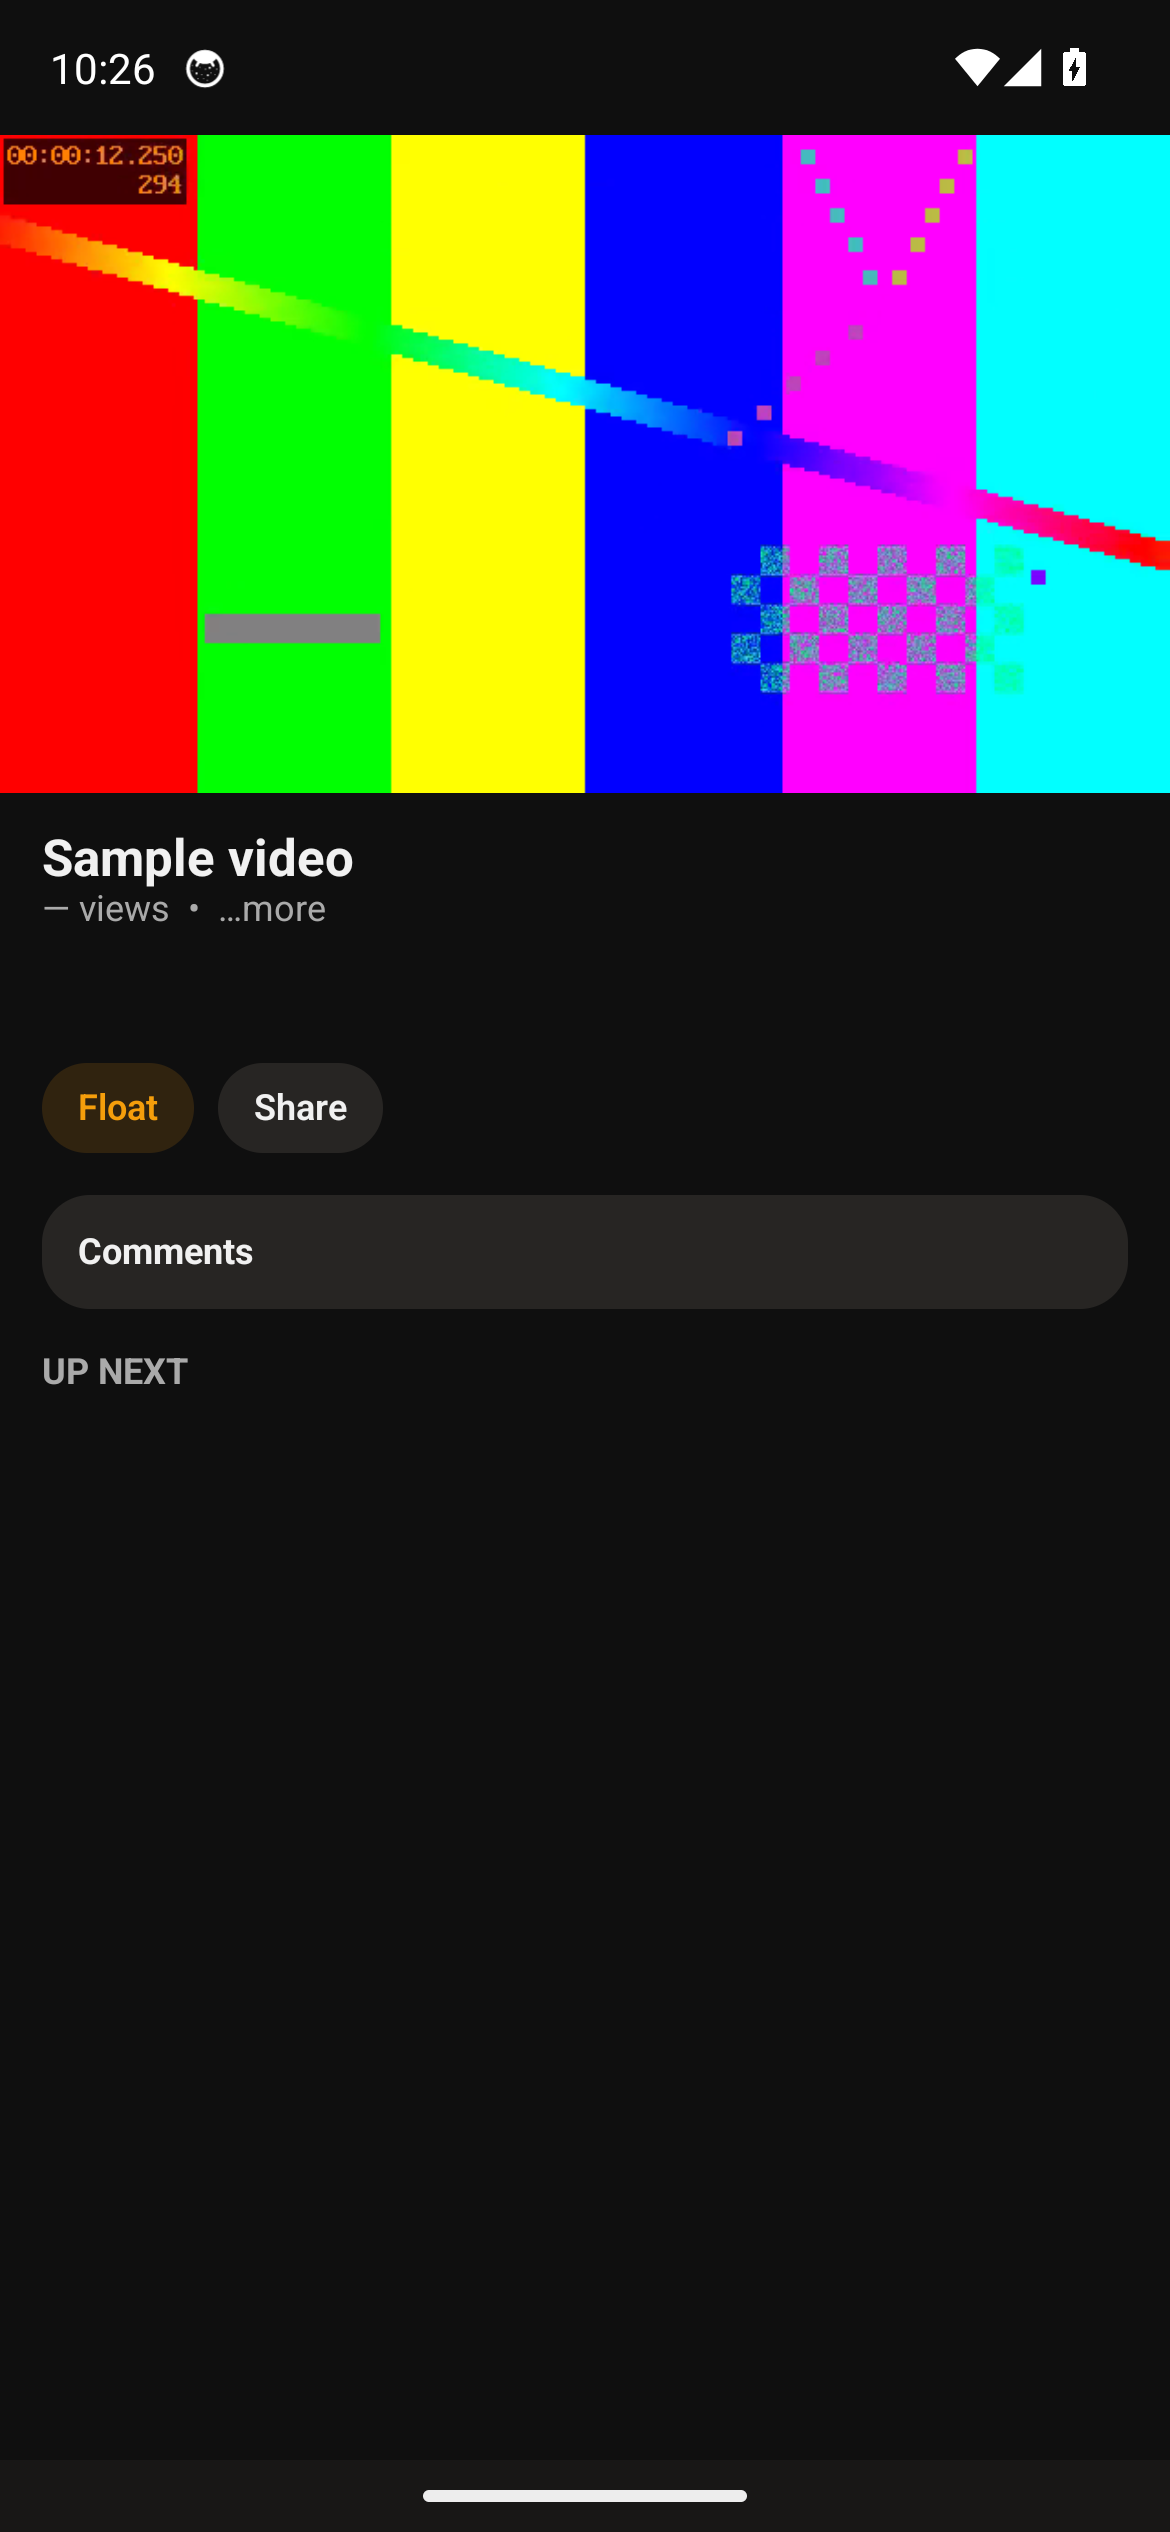 10:26
00:00:12.250
294
Sample video
— views • …more
Float
Share
Comments
UP NEXT